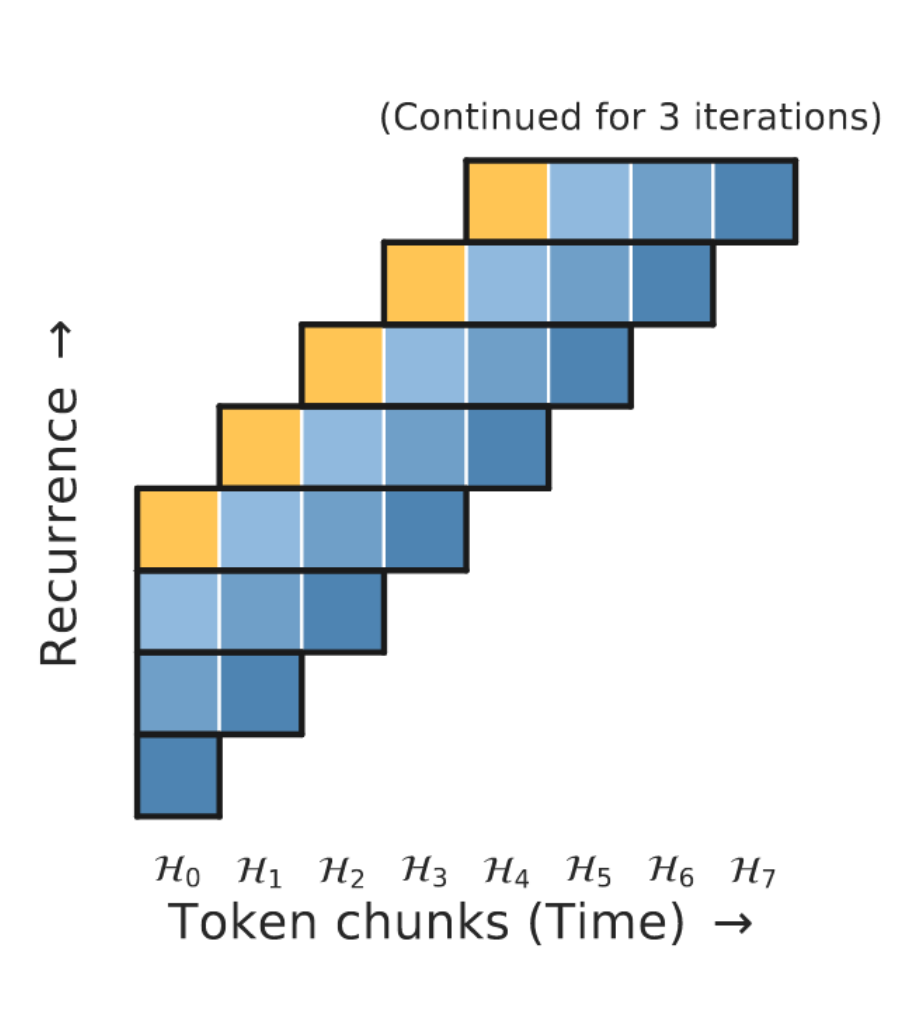 (Continued for 3 iterations)
Recurrence →
ℋ₀ ℋ₁ ℋ₂ ℋ₃ ℋ₄ ℋ₅ ℋ₆ ℋ₇
Token chunks (Time) →